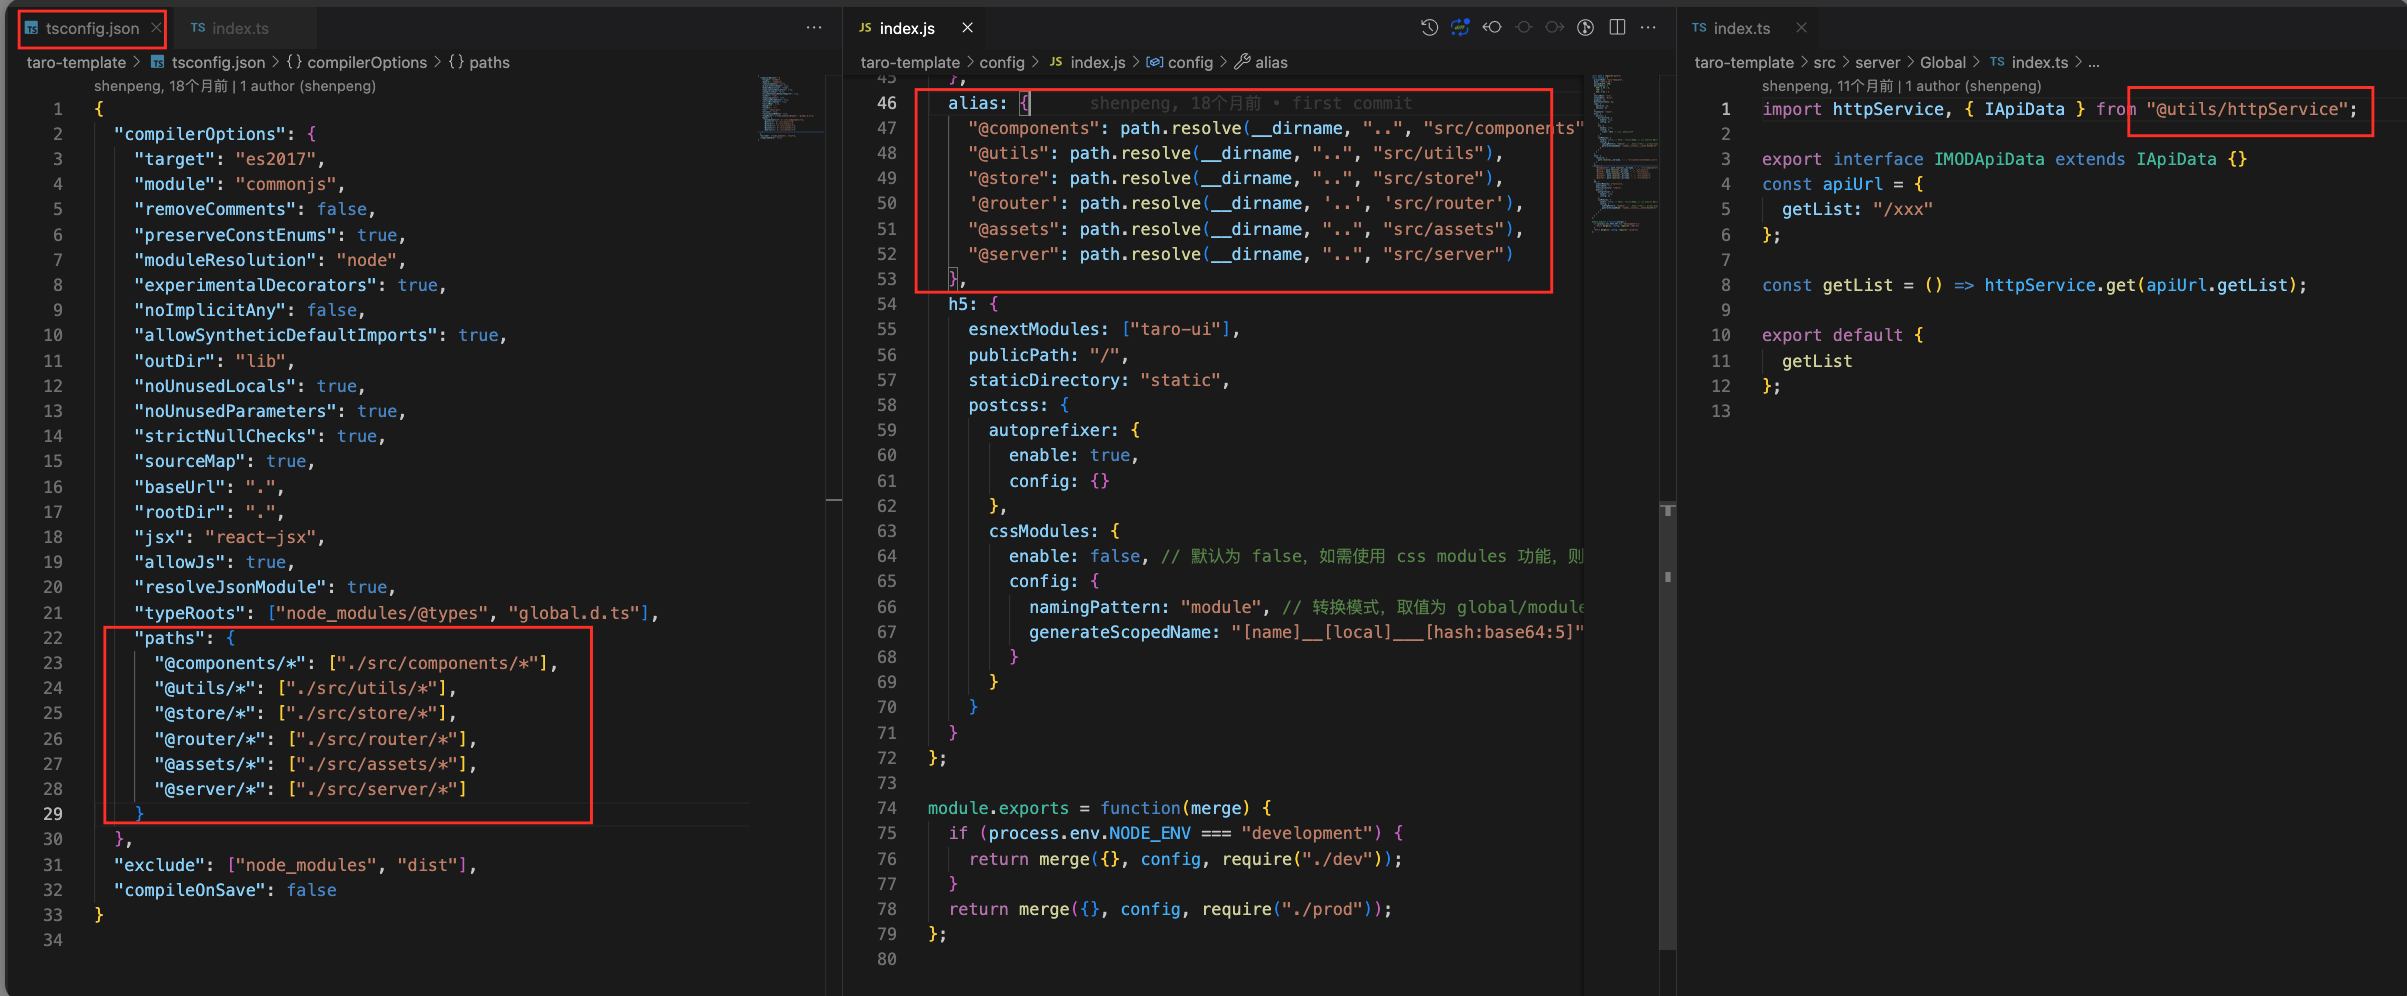 tsconfig.json
TS index.ts
taro-template > tsconfig.json > {} compilerOptions > {} paths
shenpeng, 18个月前 | 1 author (shenpeng)
1 {
2 "compilerOptions": {
3 "target": "es2017",
4 "module": "commonjs",
5 "removeComments": false,
6 "preserveConstEnums": true,
7 "moduleResolution": "node",
8 "experimentalDecorators": true,
9 "noImplicitAny": false,
10 "allowSyntheticDefaultImports": true,
11 "outDir": "lib",
12 "noUnusedLocals": true,
13 "noUnusedParameters": true,
14 "strictNullChecks": true,
15 "sourceMap": true,
16 "baseUrl": ".",
17 "rootDir": ".",
18 "jsx": "react-jsx",
19 "allowJs": true,
20 "resolveJsonModule": true,
21 "typeRoots": ["node_modules/@types", "global.d.ts"],
22 "paths": {
23 "@components/*": ["./src/components/*"],
24 "@utils/*": ["./src/utils/*"],
25 "@store/*": ["./src/store/*"],
26 "@router/*": ["./src/router/*"],
27 "@assets/*": ["./src/assets/*"],
28 "@server/*": ["./src/server/*"]
29 }
30 },
31 "exclude": ["node_modules", "dist"],
32 "compileOnSave": false
33 }
34
JS index.js
taro-template > config > JS index.js > config > alias
45 },
46 alias: { shenpeng, 18个月前 • first commit
47 "@components": path.resolve(__dirname, "..", "src/components"
48 "@utils": path.resolve(__dirname, "..", "src/utils"),
49 "@store": path.resolve(__dirname, "..", "src/store"),
50 '@router': path.resolve(__dirname, '..', 'src/router'),
51 "@assets": path.resolve(__dirname, "..", "src/assets"),
52 "@server": path.resolve(__dirname, "..", "src/server")
53 },
54 h5: {
55 esnextModules: ["taro-ui"],
56 publicPath: "/",
57 staticDirectory: "static",
58 postcss: {
59 autoprefixer: {
60 enable: true,
61 config: {}
62 },
63 cssModules: {
64 enable: false, // 默认为 false，如需使用 css modules 功能，则
65 config: {
66 namingPattern: "module", // 转换模式，取值为 global/module
67 generateScopedName: "[name]__[local]___[hash:base64:5]"
68 }
69 }
70 }
71 }
72 };
73
74 module.exports = function(merge) {
75 if (process.env.NODE_ENV === "development") {
76 return merge({}, config, require("./dev"));
77 }
78 return merge({}, config, require("./prod"));
79 };
80
TS index.ts
taro-template > src > server > Global > TS index.ts > ...
shenpeng, 11个月前 | 1 author (shenpeng)
1 import httpService, { IApiData } from "@utils/httpService";
2
3 export interface IMODApiData extends IApiData {}
4 const apiUrl = {
5 getList: "/xxx"
6 };
7
8 const getList = () => httpService.get(apiUrl.getList);
9
10 export default {
11 getList
12 };
13